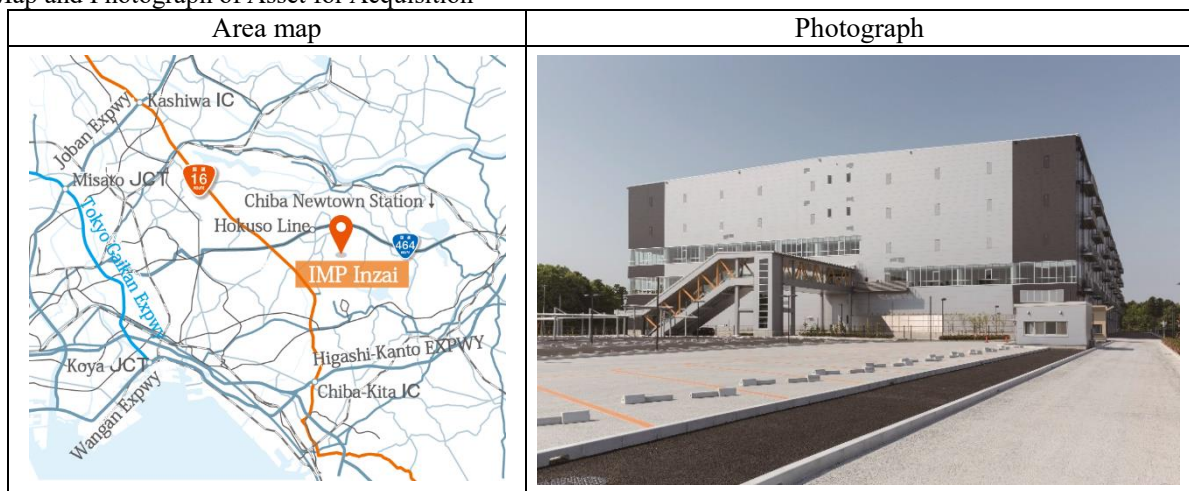 Map and Photograph of Asset for Acquisition
Area map
Photograph
Kashiwa IC
Joban Expwy
16
ROUTE
Misato JCT
Chiba Newtown Station ↓
Hokuso Line
464
IMP Inzai
Tokyo Gaikan Expwy
Higashi-Kanto EXPWY
Koya JCT
Chiba-Kita IC
Wangan Expwy